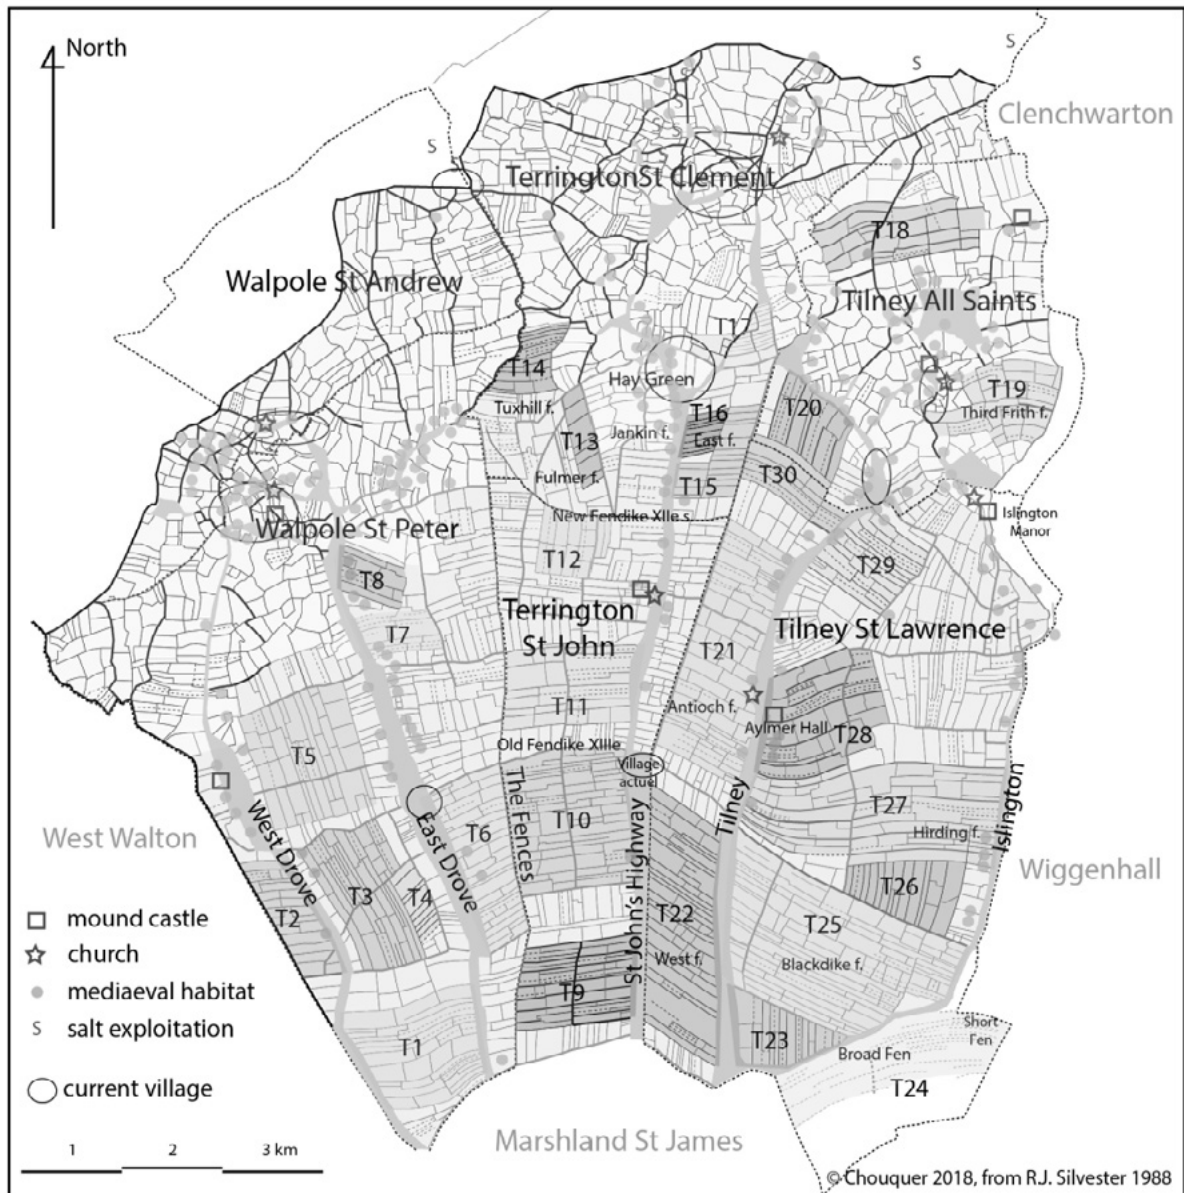 North
S
S
Clenchwarton
S
S
S
S
Terrington St Clement
T18
Walpole St Andrew
Tilney All Saints
T17
T14
Hay Green
T19
Tuxhill f.
T16
T20
Third Frith f.
T13
Jankin f.
East f.
Fulmer f.
T15
T30
New Fendike XIIe s.
Islington
Manor
Walpole St Peter
T12
T8
T29
Terrington
St John
T7
Tilney St Lawrence
T21
T11
Antioch f.
Aylmer Hall
T28
T5
Old Fendike XIIIe
Village
actuel
The Fences
T10
T6
T27
Tilney
Islington
Hirding f.
West Walton
West Drove
East Drove
St John's Highway
Wiggenhall
T3
T4
T26
T2
T22
T25
mound castle
church
West f.
Blackdike f.
mediaeval habitat
T9
S salt exploitation
T1
T23
Short
Fen
Broad Fen
T24
current village
Marshland St James
1 2 3 km
© Chouquer 2018, from R.J. Silvester 1988